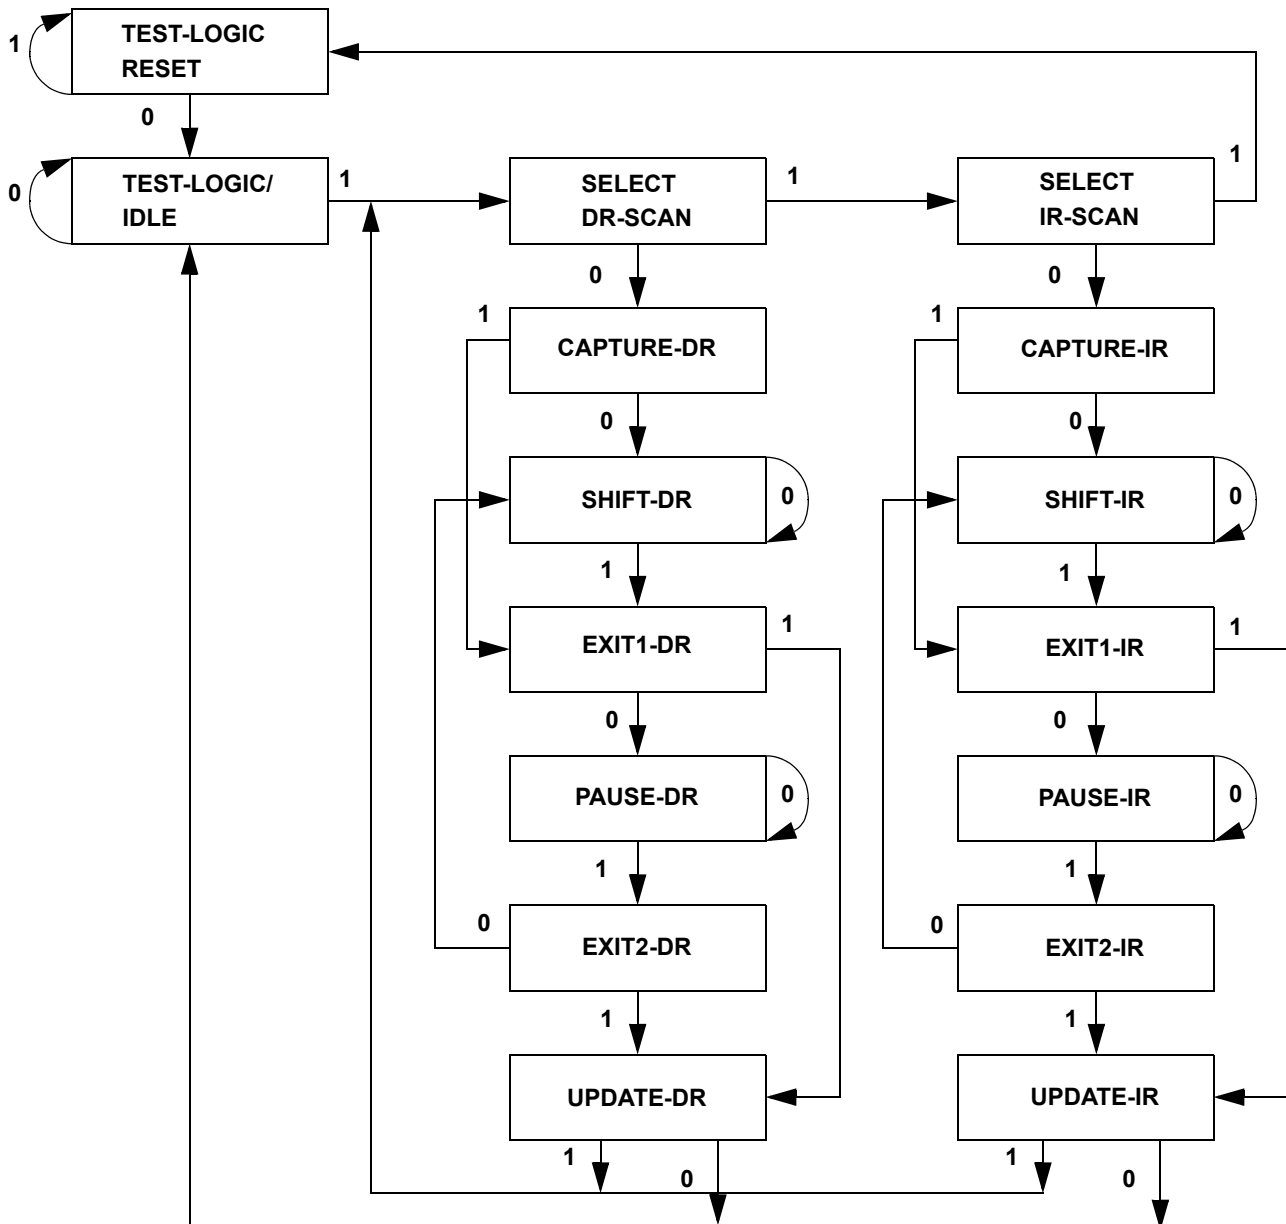 TEST-LOGIC
RESET
1
0
TEST-LOGIC/
IDLE
0
1
SELECT
DR-SCAN
1
SELECT
IR-SCAN
1
0
0
1
CAPTURE-DR
1
CAPTURE-IR
0
0
SHIFT-DR
0
SHIFT-IR
0
1
1
EXIT1-DR
1
EXIT1-IR
1
0
0
PAUSE-DR
0
PAUSE-IR
0
1
1
0
EXIT2-DR
0
EXIT2-IR
1
1
UPDATE-DR
UPDATE-IR
1
0
1
0